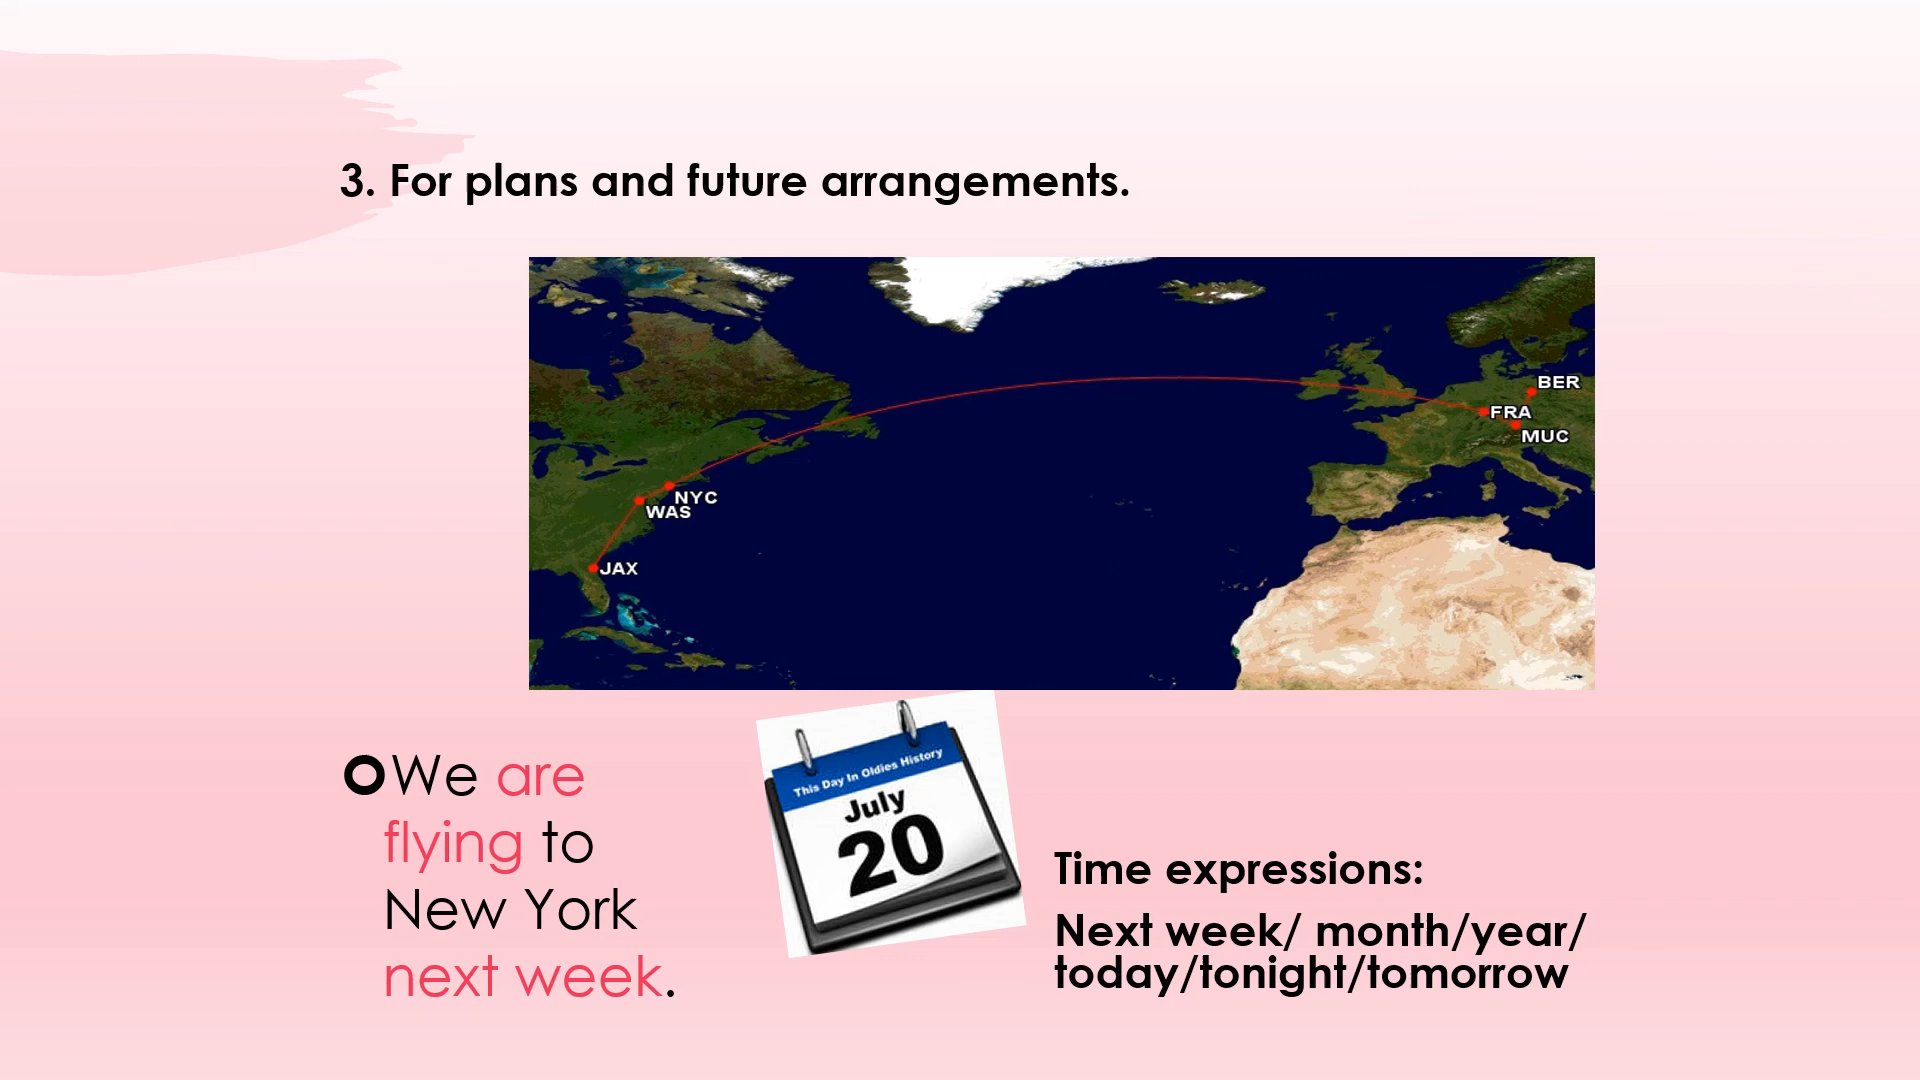 3. For plans and future arrangements.
BER
FRA
MUC
NYC
WAS
JAX
We are
flying to
New York
next week.
This Day In Oldies History
July
20
Time expressions:
Next week/ month/year/
today/tonight/tomorrow